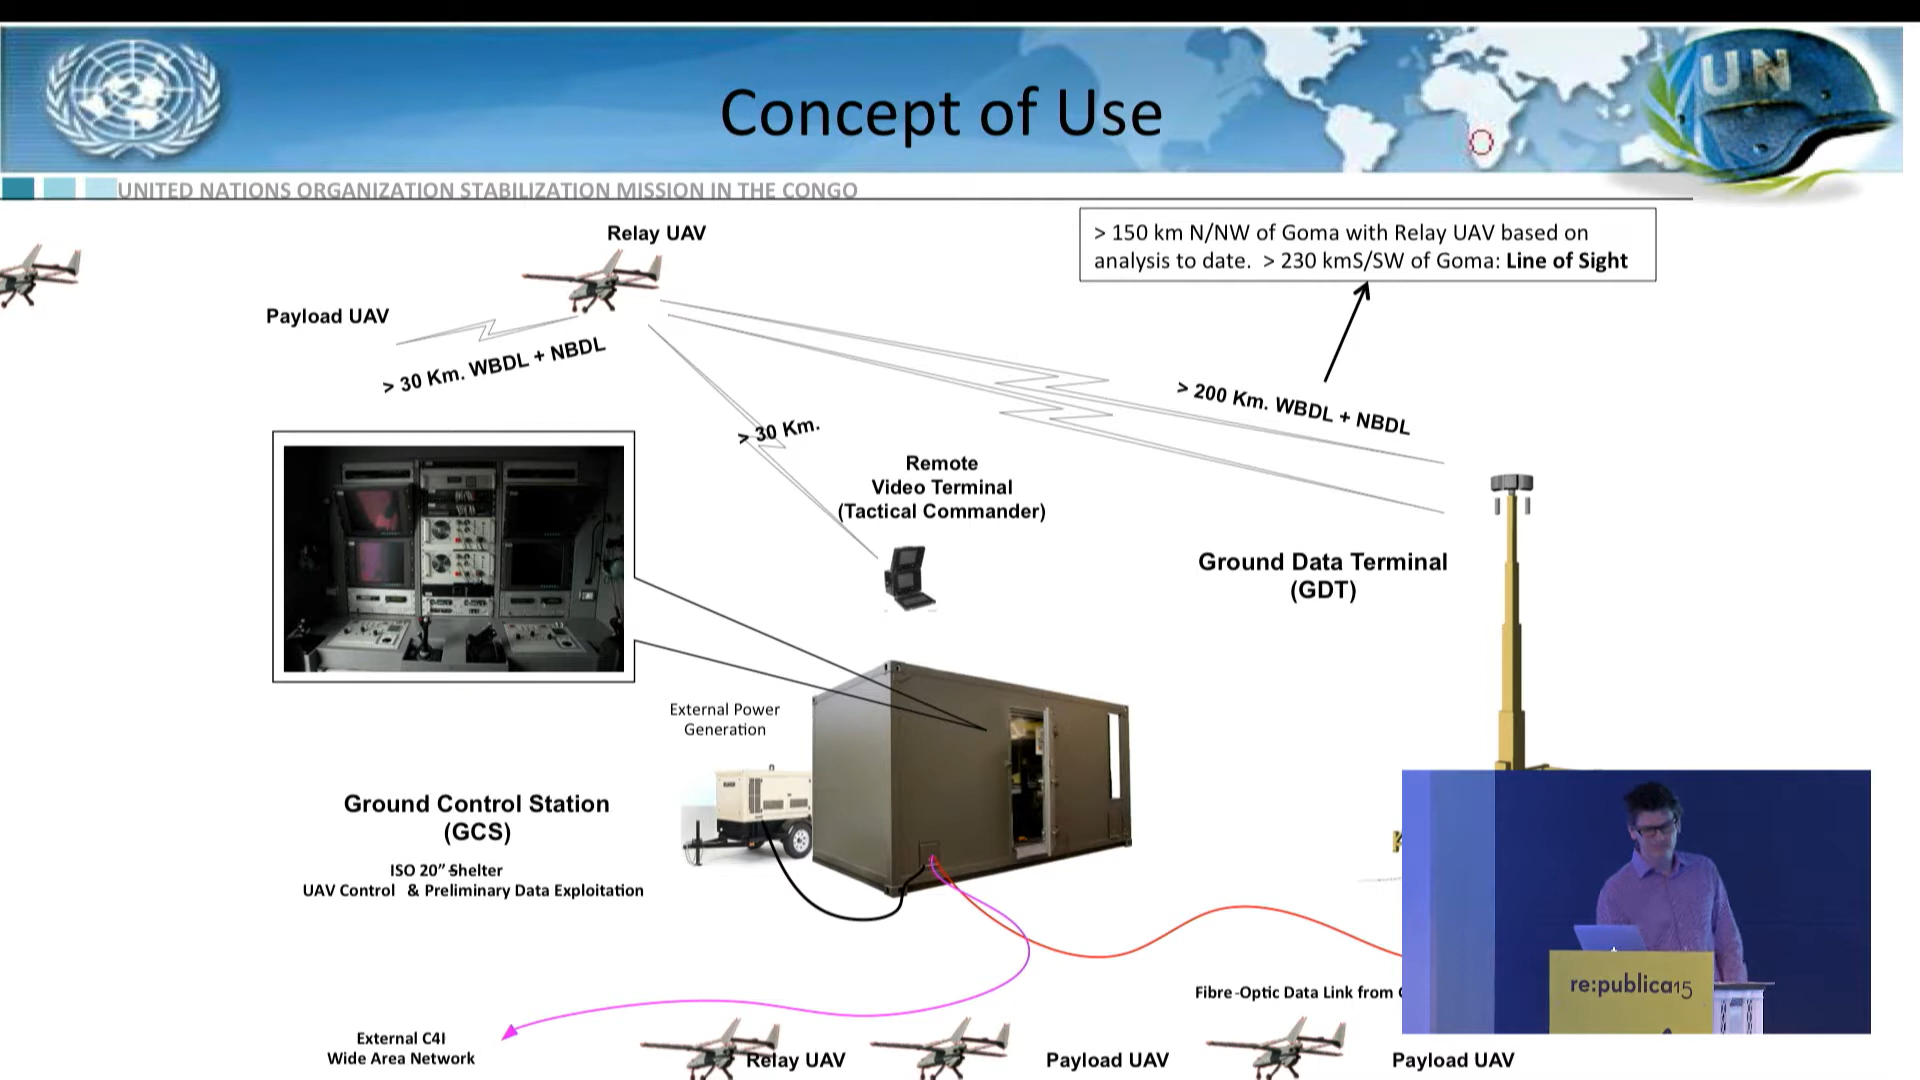 Concept of Use
UN
UNITED NATIONS ORGANIZATION STABILIZATION MISSION IN THE CONGO
Relay UAV
> 150 km N/NW of Goma with Relay UAV based on
analysis to date. > 230 kmS/SW of Goma: Line of Sight
Payload UAV
> 30 Km. WBDL + NBDL
> 200 Km. WBDL + NBDL
> 30 Km.
Remote
Video Terminal
(Tactical Commander)
Ground Data Terminal
(GDT)
External Power
Generation
Ground Control Station
(GCS)
ISO 20” Shelter
UAV Control & Preliminary Data Exploitation
Fibre-Optic Data Link from
re:publica15
External C4I
Wide Area Network
Relay UAV
Payload UAV
Payload UAV